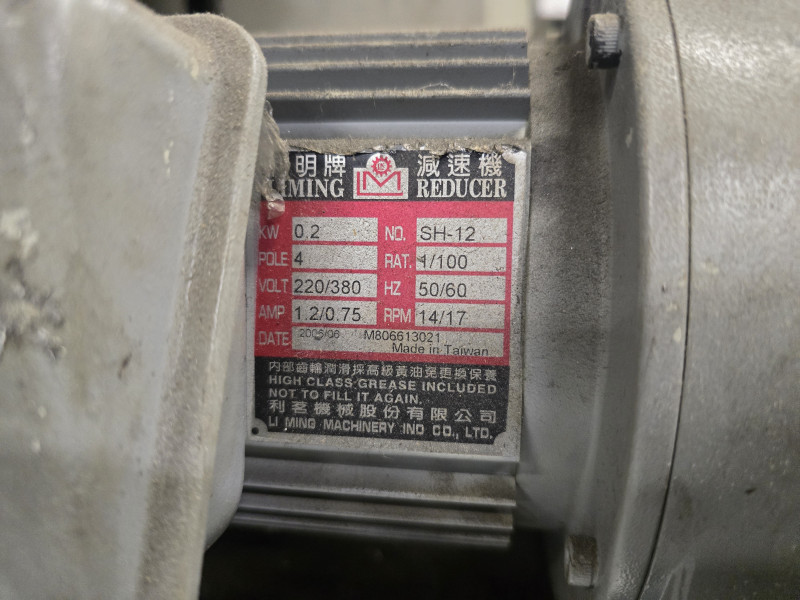 明牌 LM 減速機
LIMING REDUCER
KW 0.2 NO. SH-12
POLE 4 RAT. 1/100
VOLT 220/380 HZ 50/60
AMP 1.2/0.75 RPM 14/17
DATE 2006/06 M806613021
Made in Taiwan
內部齒輪潤滑採高級黃油免更換保養
HIGH CLASS GREASE INCLUDED
NOT TO FILL IT AGAIN.
利茗機械股份有限公司
LI MING MACHINERY IND CO., LTD.